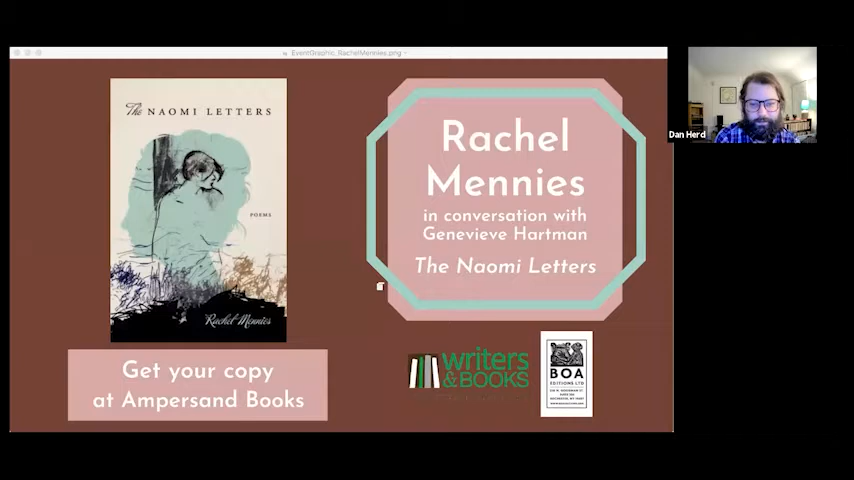 EventGraphic_RachelMennies.png
The NAOMI LETTERS
POEMS
Rachel Mennies
Get your copy
at Ampersand Books
Rachel
Mennies
in conversation with
Genevieve Hartman
The Naomi Letters
writers
& BOOKS
BOA
EDITIONS LTD
Dan Herd